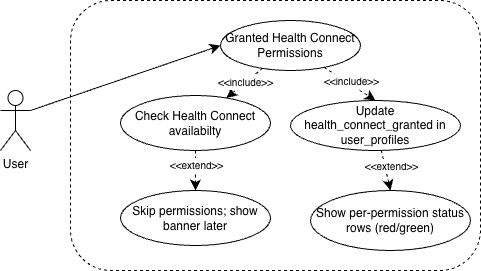 Granted Health Connect
Permissions
<<include>>
<<include>>
Check Health Connect
availabilty
Update
health_connect_granted in
user_profiles
User
<<extend>>
<<extend>>
Skip permissions; show
banner later
Show per-permission status
rows (red/green)